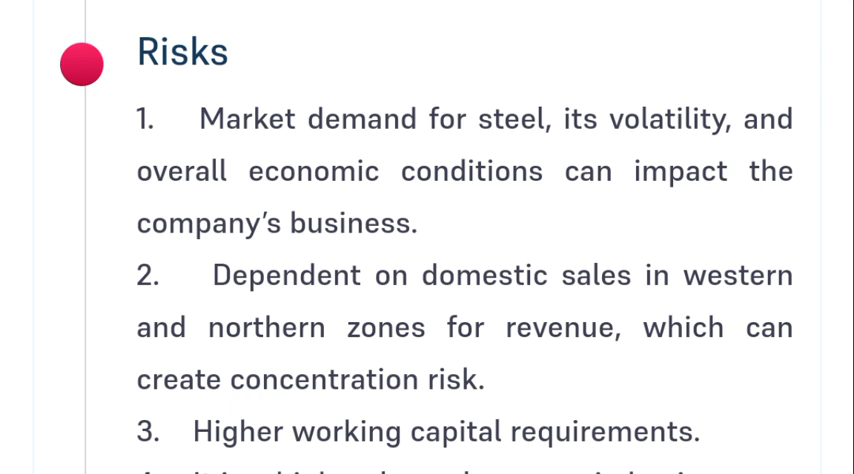 Risks
1. Market demand for steel, its volatility, and
overall economic conditions can impact the
company's business.
2. Dependent on domestic sales in western
and northern zones for revenue, which can
create concentration risk.
3. Higher working capital requirements.